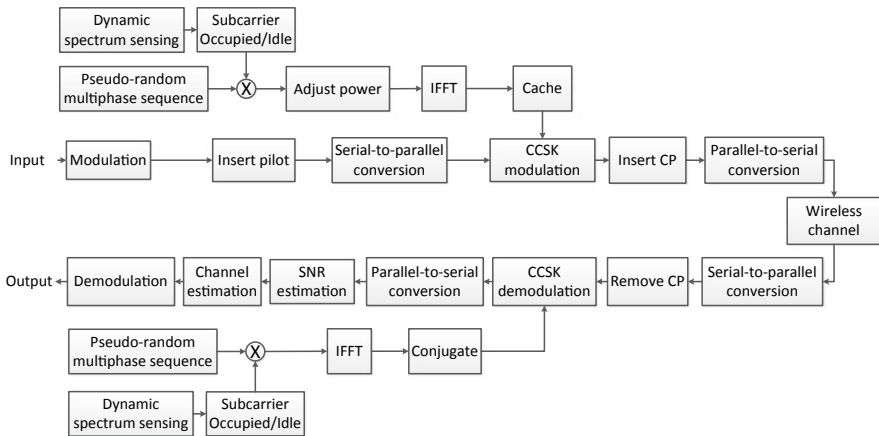 Dynamic
spectrum sensing
Subcarrier
Occupied/Idle
Pseudo-random
multiphase sequence
X
Adjust power
IFFT
Cache
Input
Modulation
Insert pilot
Serial-to-parallel
conversion
CCSK
modulation
Insert CP
Parallel-to-serial
conversion
Wireless
channel
Output
Demodulation
Channel
estimation
SNR
estimation
Parallel-to-serial
conversion
CCSK
demodulation
Remove CP
Serial-to-parallel
conversion
Pseudo-random
multiphase sequence
X
IFFT
Conjugate
Dynamic
spectrum sensing
Subcarrier
Occupied/Idle